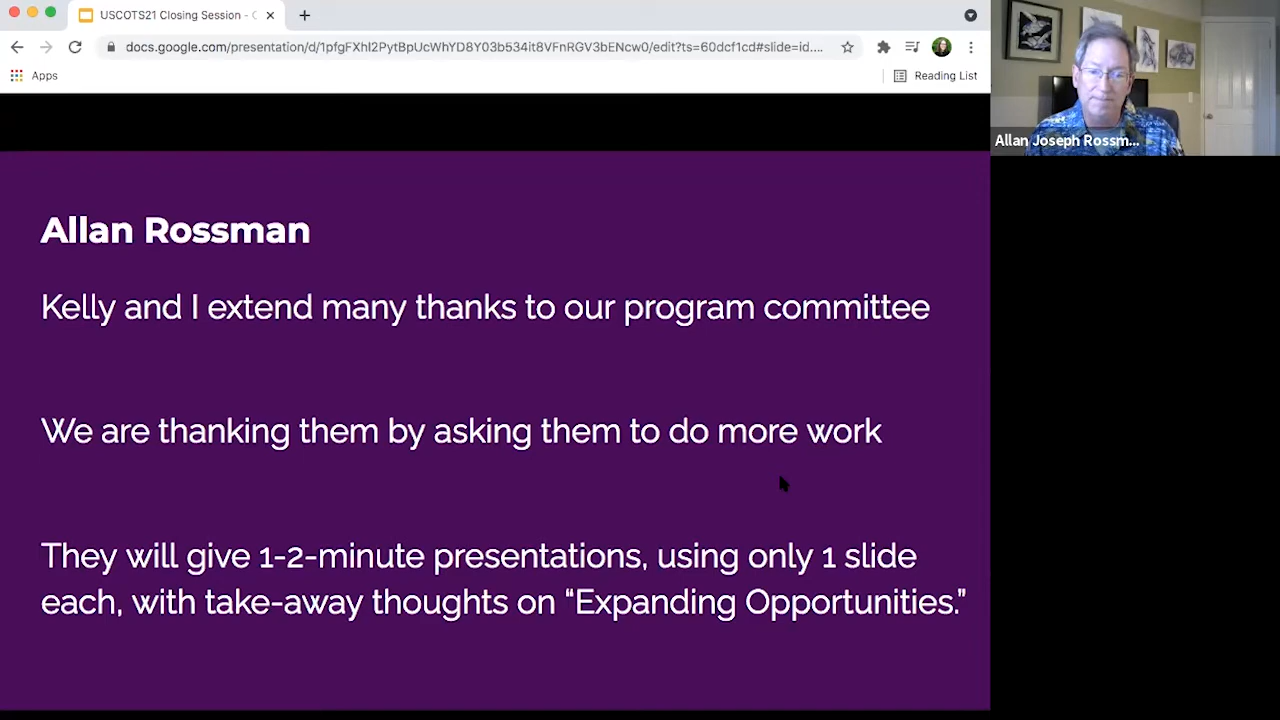 USCOTS21 Closing Session -
docs.google.com/presentation/d/1pfgFXhI2PytBpUcWhYD8Y03b534it8VFnRGV3bENcw0/edit?ts=60dcf1cd#slide=id....
Apps
Reading List
Allan Joseph Rossm...
Allan Rossman
Kelly and I extend many thanks to our program committee
We are thanking them by asking them to do more work
They will give 1-2-minute presentations, using only 1 slide
each, with take-away thoughts on “Expanding Opportunities.”